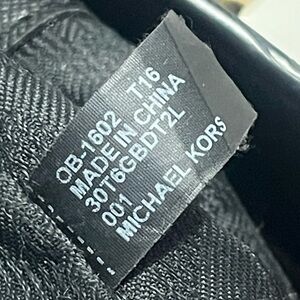 OB-1602 T16
MADE IN CHINA
30T6GBDT2L
001
MICHAEL KORS